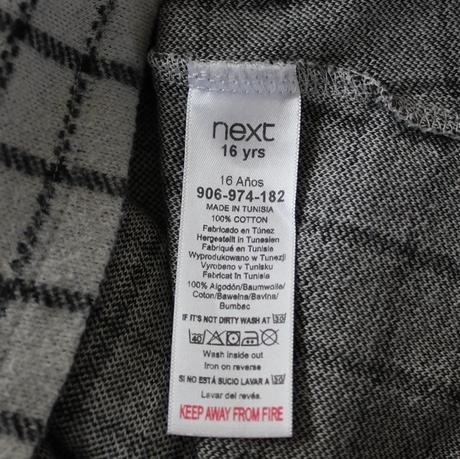 next
16 yrs
16 Años
906-974-182
MADE IN TUNISIA
100% COTTON
Fabricado en Túnez
Hergestellt in Tunesien
Fabriqué en Tunisie
Wyprodukowano w Tunezji
Vyrobeno v Tunisku
Fabricat în Tunisia
100% Algodón/Baumwolle/
Coton/Bawełna/Bavlna/
Bumbac
IF IT'S NOT DIRTY WASH AT 30
40
Wash inside out
Iron on reverse
SI NO ESTÁ SUCIO LAVAR A 30
Lavar del revés.
KEEP AWAY FROM FIRE